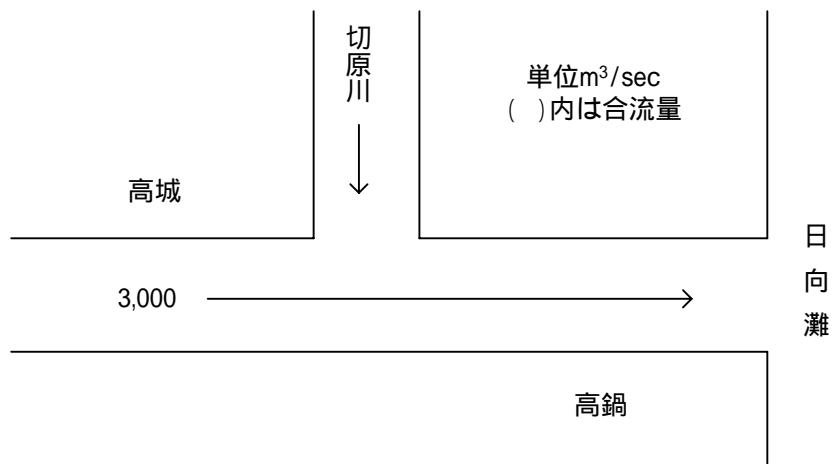 切原川
単位m³/sec
(　)内は合流量
高城
日向灘
3,000
高鍋